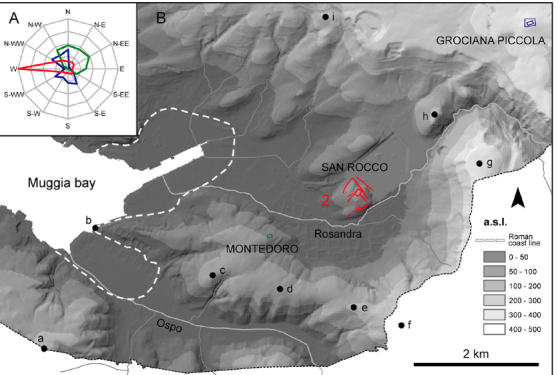 A
N
N-W
N-E
N-WW
N-EE
W
E
S-WW
S-EE
S-W
S-E
S
B
i
GROCIANA PICCOLA
h
g
SAN ROCCO
2
Muggia bay
Rosandra
b
MONTEDORO
c
d
e
f
Ospo
a
a.s.l.
Roman
coast line
0 - 50
50 - 100
100 - 200
200 - 300
300 - 400
400 - 500
2 km